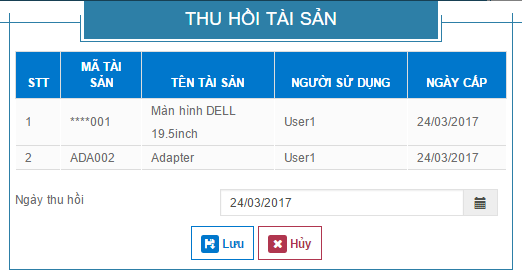 THU HỒI TÀI SẢN
STT MÃ TÀI SẢN TÊN TÀI SẢN NGƯỜI SỬ DỤNG NGÀY CẤP
1 ****001 Màn hình DELL 19.5inch User1 24/03/2017
2 ADA002 Adapter User1 24/03/2017
Ngày thu hồi 24/03/2017
Lưu Hủy